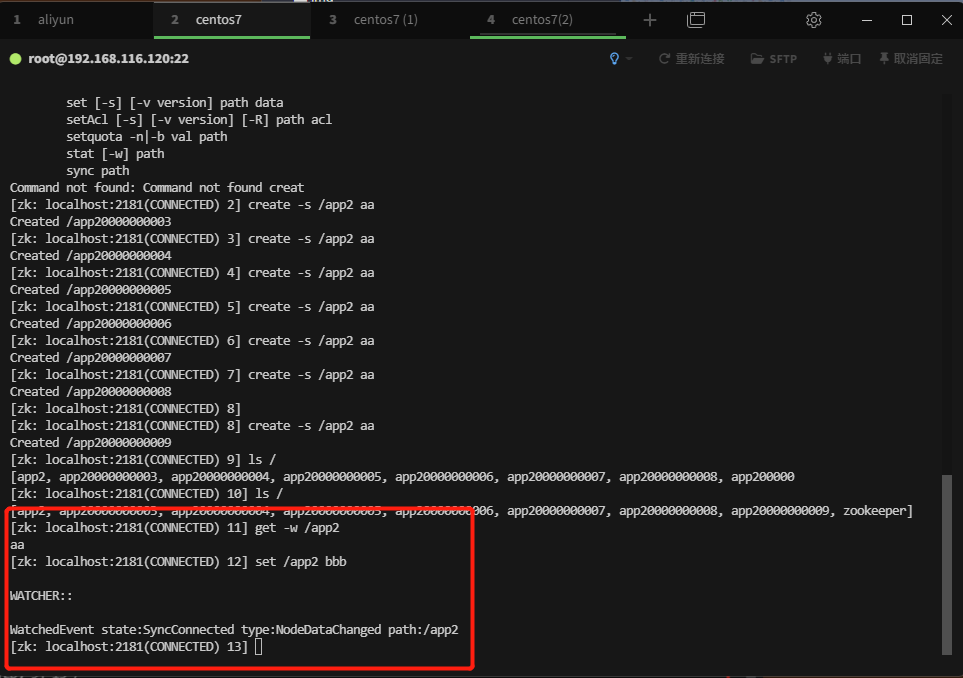 1 aliyun 2 centos7 3 centos7 (1) 4 centos7(2)
root@192.168.116.120:22 重新连接 SFTP 端口 取消固定
set [-s] [-v version] path data
setAcl [-s] [-v version] [-R] path acl
setquota -n|-b val path
stat [-w] path
sync path
Command not found: Command not found creat
[zk: localhost:2181(CONNECTED) 2] create -s /app2 aa
Created /app20000000003
[zk: localhost:2181(CONNECTED) 3] create -s /app2 aa
Created /app20000000004
[zk: localhost:2181(CONNECTED) 4] create -s /app2 aa
Created /app20000000005
[zk: localhost:2181(CONNECTED) 5] create -s /app2 aa
Created /app20000000006
[zk: localhost:2181(CONNECTED) 6] create -s /app2 aa
Created /app20000000007
[zk: localhost:2181(CONNECTED) 7] create -s /app2 aa
Created /app20000000008
[zk: localhost:2181(CONNECTED) 8]
[zk: localhost:2181(CONNECTED) 8] create -s /app2 aa
Created /app20000000009
[zk: localhost:2181(CONNECTED) 9] ls /
[app2, app20000000003, app20000000004, app20000000005, app20000000006, app20000000007, app20000000008, app200000
[zk: localhost:2181(CONNECTED) 10] ls /
[app2, app20000000003, app20000000004, app20000000005, app20000000006, app20000000007, app20000000008, app20000000009, zookeeper]
[zk: localhost:2181(CONNECTED) 11] get -w /app2
aa
[zk: localhost:2181(CONNECTED) 12] set /app2 bbb
WATCHER::
WatchedEvent state:SyncConnected type:NodeDataChanged path:/app2
[zk: localhost:2181(CONNECTED) 13]